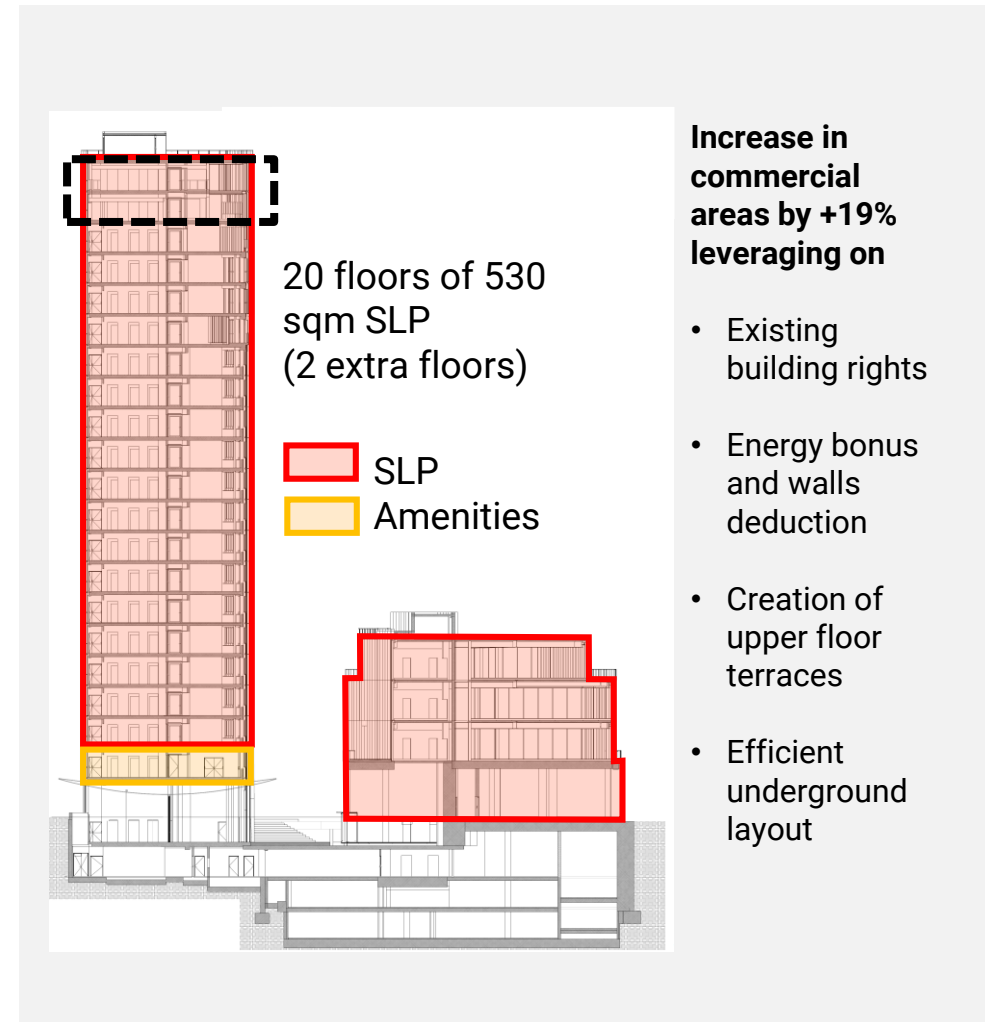 20 floors of 530
sqm SLP
(2 extra floors)
SLP
Amenities
Increase in
commercial
areas by +19%
leveraging on
• Existing
building rights
• Energy bonus
and walls
deduction
• Creation of
upper floor
terraces
• Efficient
underground
layout